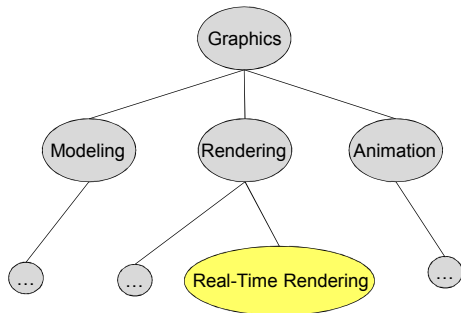 Graphics
Modeling
Rendering
Animation
...
...
Real-Time Rendering
...